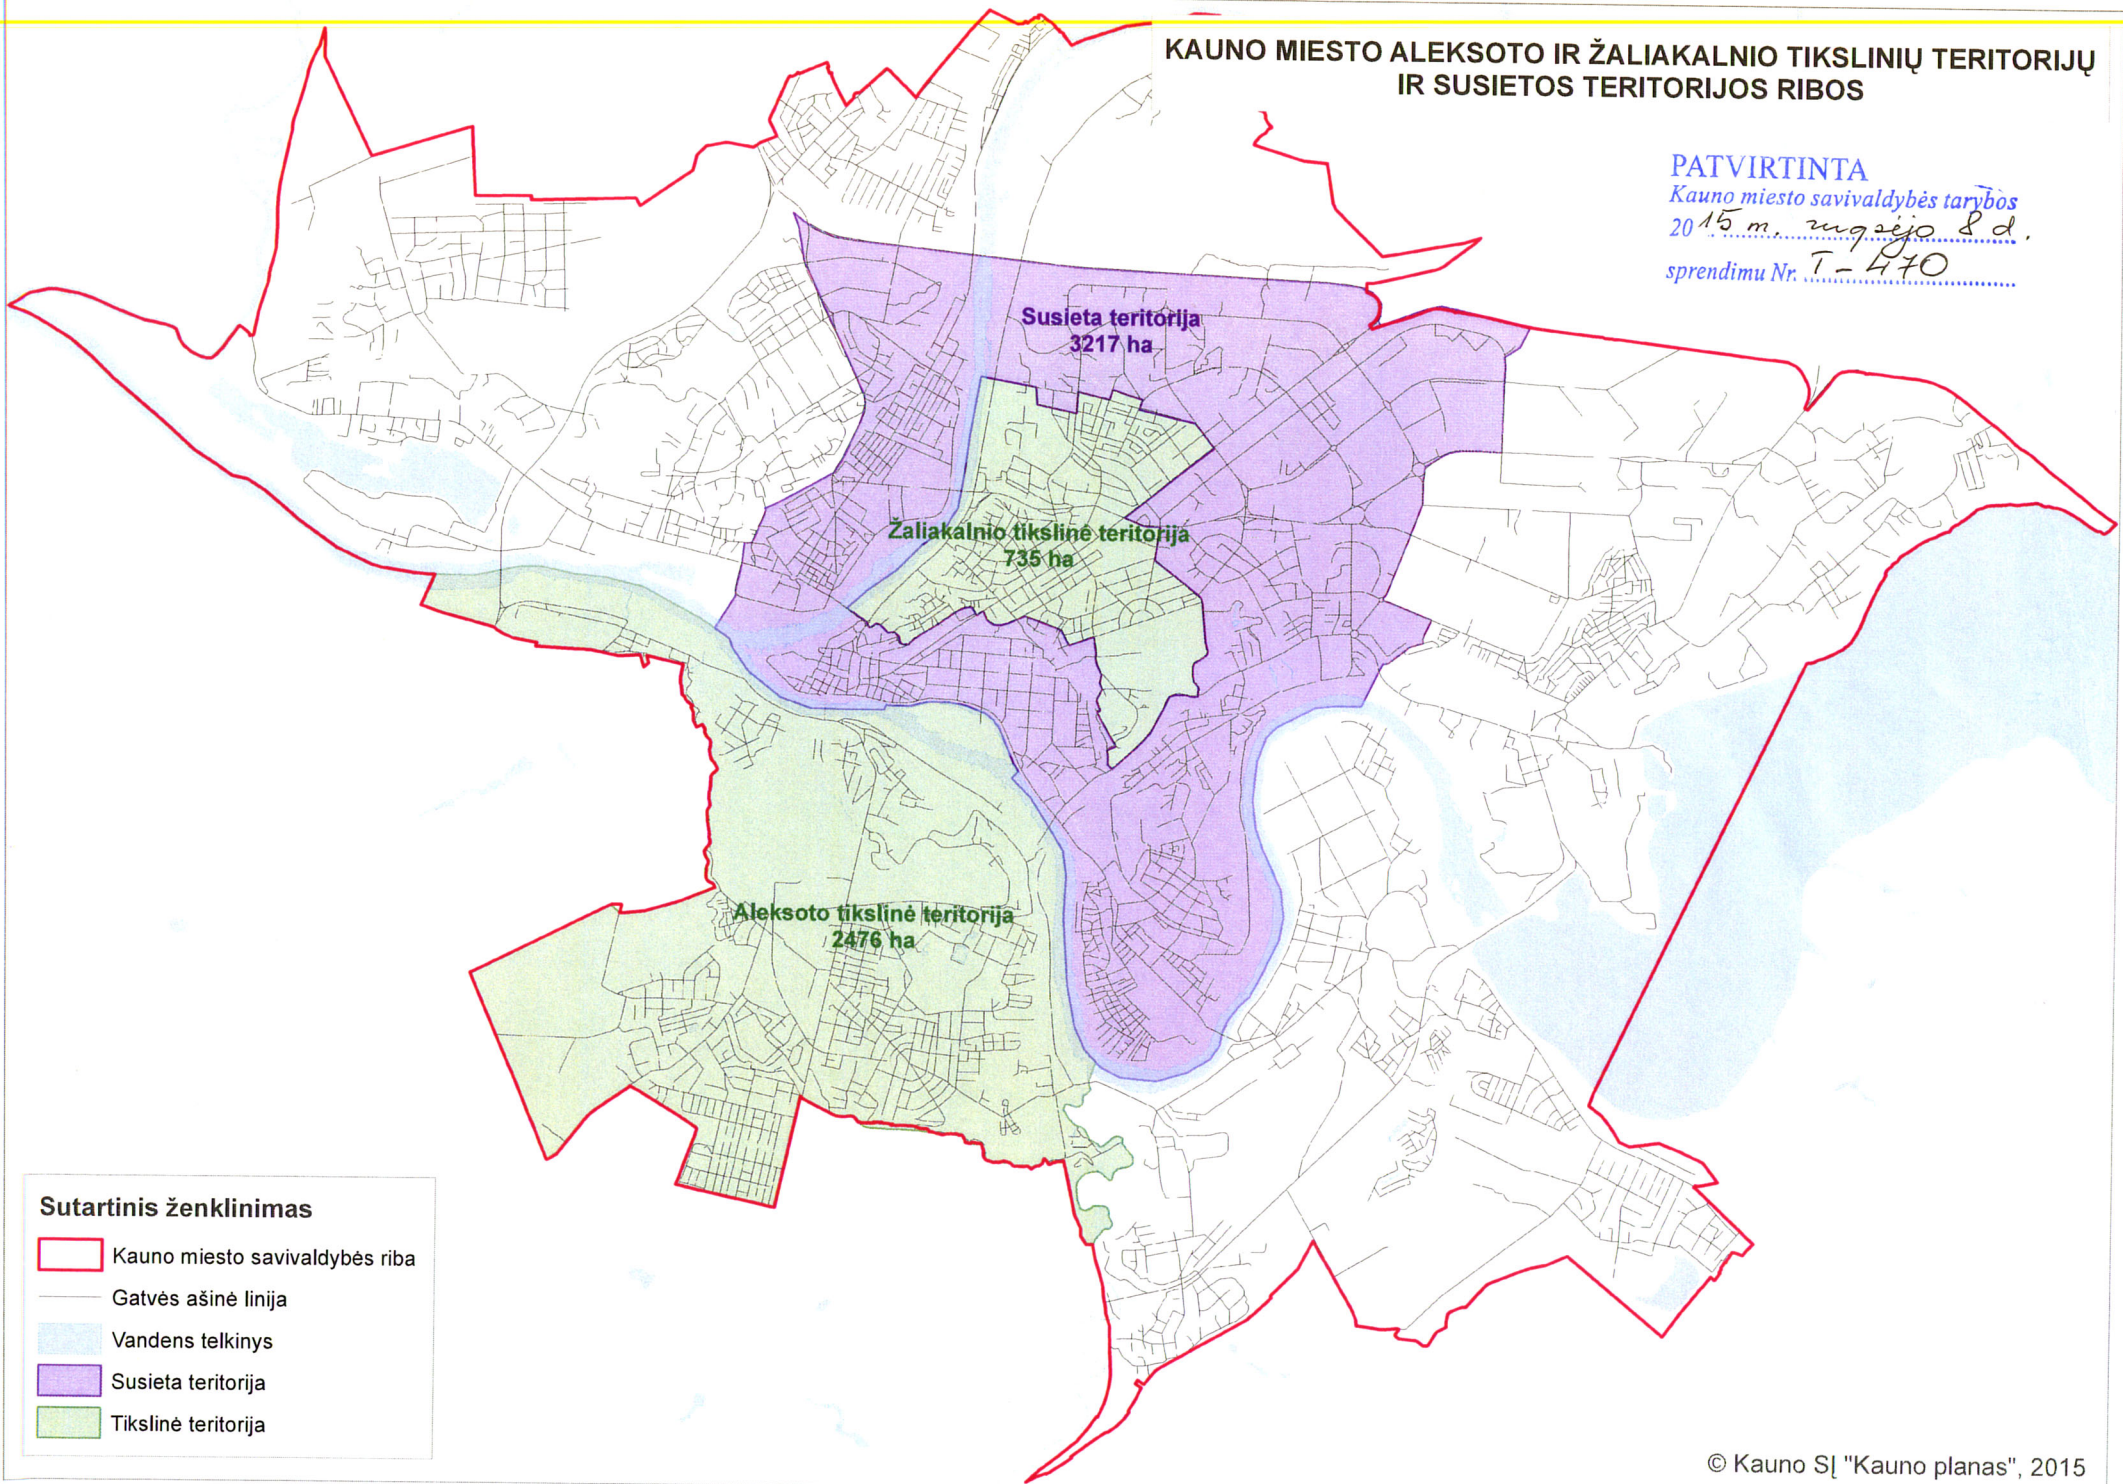 KAUNO MIESTO ALEKSOTO IR ŽALIAKALNIO TIKSLINIŲ TERITORIJŲ
IR SUSIETOS TERITORIJOS RIBOS
PATVIRTINTA
Kauno miesto savivaldybės tarybos
20 15 m. rugsėjo 8 d.
sprendimu Nr. T-470
Susieta teritorija
3217 ha
Žaliakalnio tikslinė teritorija
735 ha
Aleksoto tikslinė teritorija
2476 ha
Sutartinis ženklinimas
Kauno miesto savivaldybės riba
Gatvės ašinė linija
Vandens telkinys
Susieta teritorija
Tikslinė teritorija
© Kauno SĮ "Kauno planas", 2015